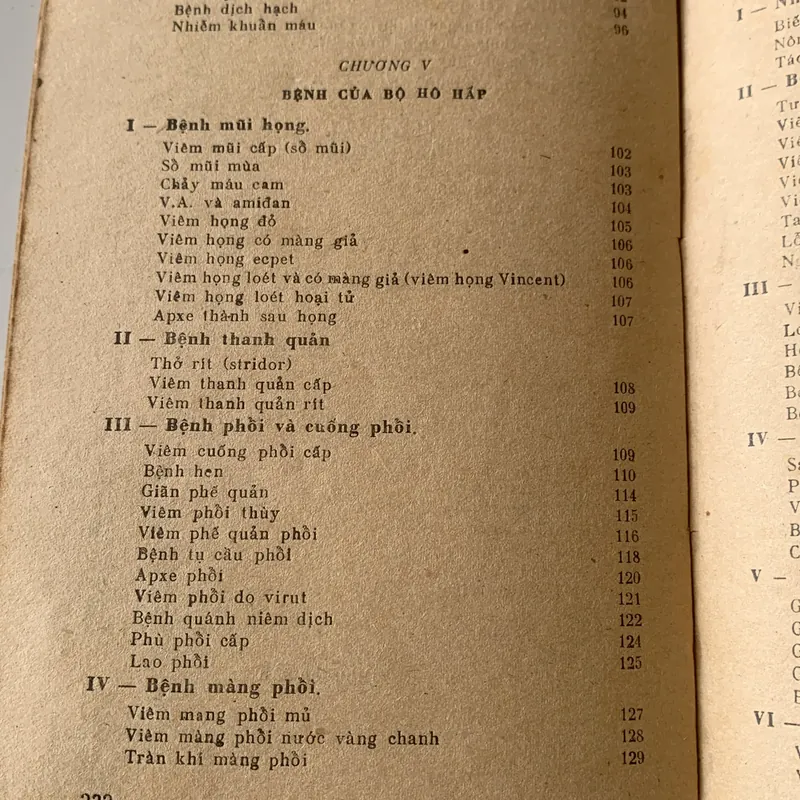 Bệnh dịch hạch 94
Nhiễm khuẩn máu 96
CHƯƠNG V
BỆNH CỦA BỘ HÔ HẤP
I — Bệnh mũi họng.
Viêm mũi cấp (sổ mũi) 102
Sổ mũi mùa 103
Chảy máu cam 103
V.A. và amiđan 104
Viêm họng đỏ 105
Viêm họng có màng giả 106
Viêm họng ecpet 106
Viêm họng loét và có màng giả (viêm họng Vincent) 106
Viêm họng loét hoại tử 107
Apxe thành sau họng 107
II — Bệnh thanh quản
Thở rít (stridor)
Viêm thanh quản cấp 108
Viêm thanh quản rít 109
III — Bệnh phổi và cuống phổi.
Viêm cuống phổi cấp 109
Bệnh hen 110
Giãn phế quản 114
Viêm phổi thùy 115
Viêm phế quản phổi 116
Bệnh tụ cầu phổi 118
Apxe phổi 120
Viêm phổi do virut 121
Bệnh quánh niêm dịch 122
Phù phổi cấp 124
Lao phổi 125
IV — Bệnh màng phổi.
Viêm mang phổi mủ 127
Viêm màng phổi nước vàng chanh 128
Tràn khí màng phổi 129
I —
II — B
III —
IV —
V —
VI —